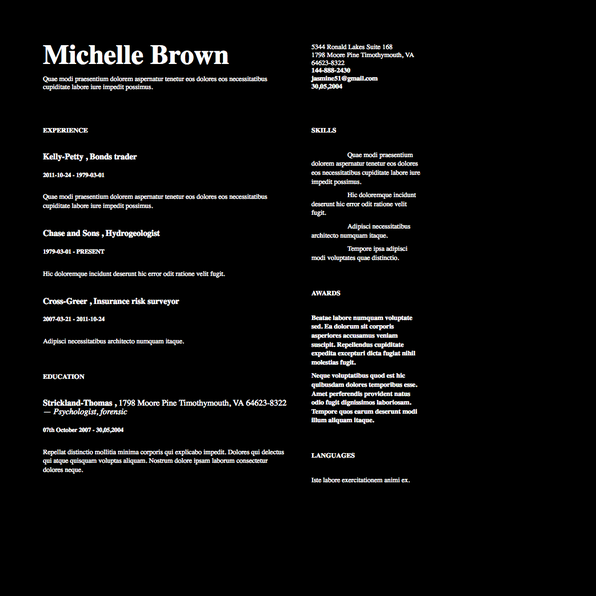 Michelle Brown
Quae modi praesentium dolorem aspernatur tenetur eos dolores eos necessitatibus
cupiditate labore iure impedit possimus.
5344 Ronald Lakes Suite 168
1798 Moore Pine Timothymouth, VA
64623-8322
144-888-2430
jasmine51@gmail.com
30,05,2004
EXPERIENCE
Kelly-Petty , Bonds trader
2011-10-24 - 1979-03-01
Quae modi praesentium dolorem aspernatur tenetur eos dolores eos necessitatibus
cupiditate labore iure impedit possimus.
Chase and Sons , Hydrogeologist
1979-03-01 - PRESENT
Hic doloremque incidunt deserunt hic error odit ratione velit fugit.
Cross-Greer , Insurance risk surveyor
2007-03-21 - 2011-10-24
Adipisci necessitatibus architecto numquam itaque.
EDUCATION
Strickland-Thomas , 1798 Moore Pine Timothymouth, VA 64623-8322
— Psychologist, forensic
07th October 2007 - 30,05,2004
Repellat distinctio mollitia minima corporis qui explicabo impedit. Dolores qui delectus
qui atque quisquam voluptas aliquam. Nostrum dolore ipsam laborum consectetur
dolores neque.
SKILLS
Quae modi praesentium
dolorem aspernatur tenetur eos dolores
eos necessitatibus cupiditate labore iure
impedit possimus.
Hic doloremque incidunt
deserunt hic error odit ratione velit
fugit.
Adipisci necessitatibus
architecto numquam itaque.
Tempore ipsa adipisci
modi voluptates quae distinctio.
AWARDS
Beatae labore numquam voluptate
sed. Ea dolorum sit corporis
asperiores accusamus veniam
suscipit. Repellendus cupiditate
expedita excepturi dicta fugiat nihil
molestias fugit.
Neque voluptatibus quod est hic
quibusdam dolores temporibus esse.
Amet perferendis provident natus
odio fugit dignissimos laboriosam.
Tempore quos earum deserunt modi
illum aliquam itaque.
LANGUAGES
Iste labore exercitationem animi ex.